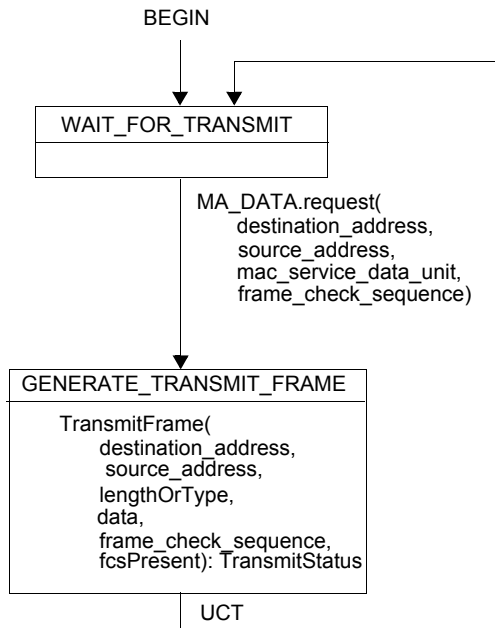 BEGIN
WAIT_FOR_TRANSMIT
MA_DATA.request(
destination_address,
source_address,
mac_service_data_unit,
frame_check_sequence)
GENERATE_TRANSMIT_FRAME
TransmitFrame(
destination_address,
source_address,
lengthOrType,
data,
frame_check_sequence,
fcsPresent): TransmitStatus
UCT